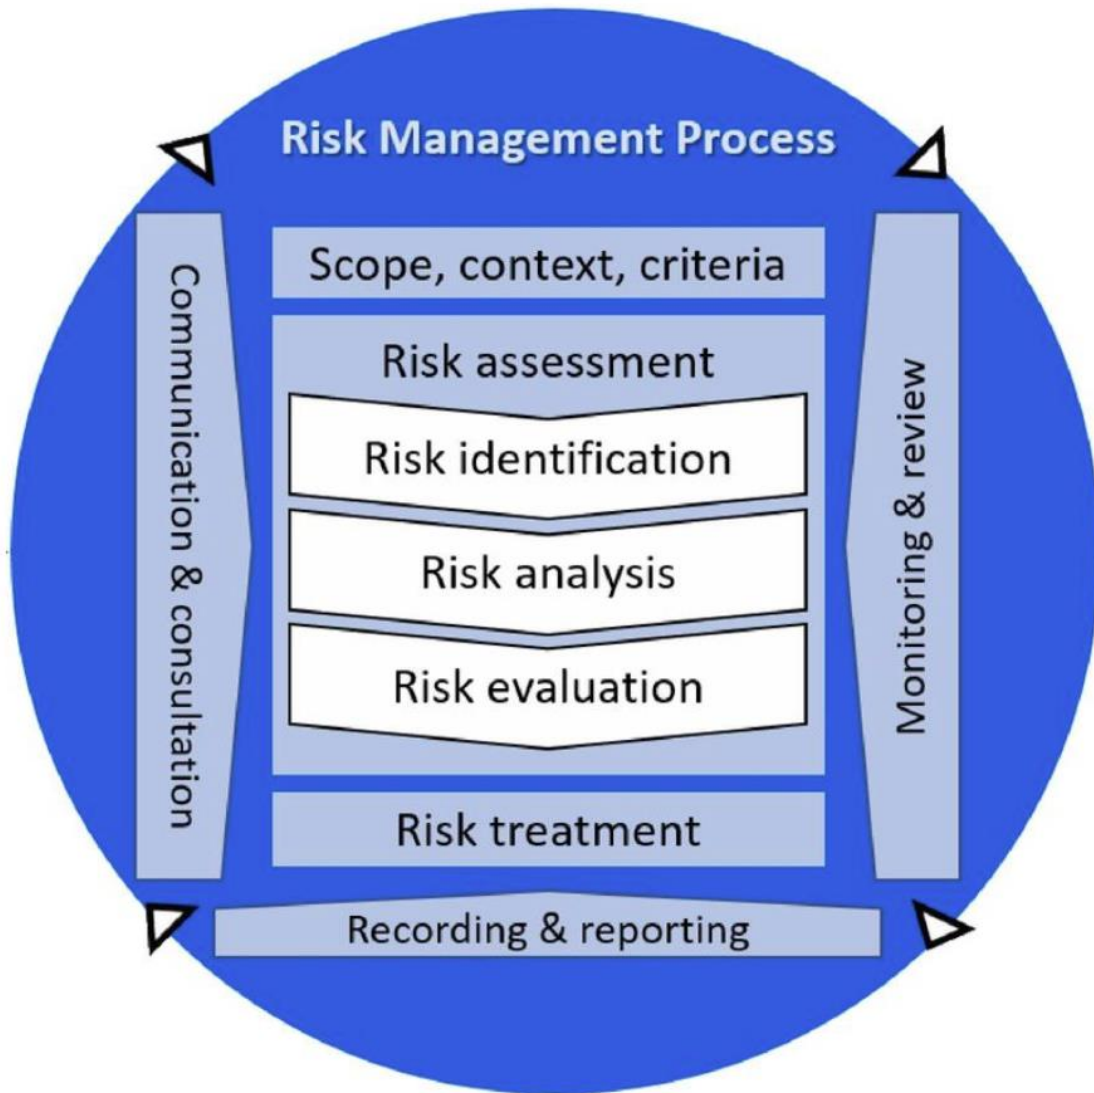 Risk Management Process
Scope, context, criteria
Risk assessment
Risk identification
Risk analysis
Risk evaluation
Risk treatment
Recording & reporting
Communication & consultation
Monitoring & review